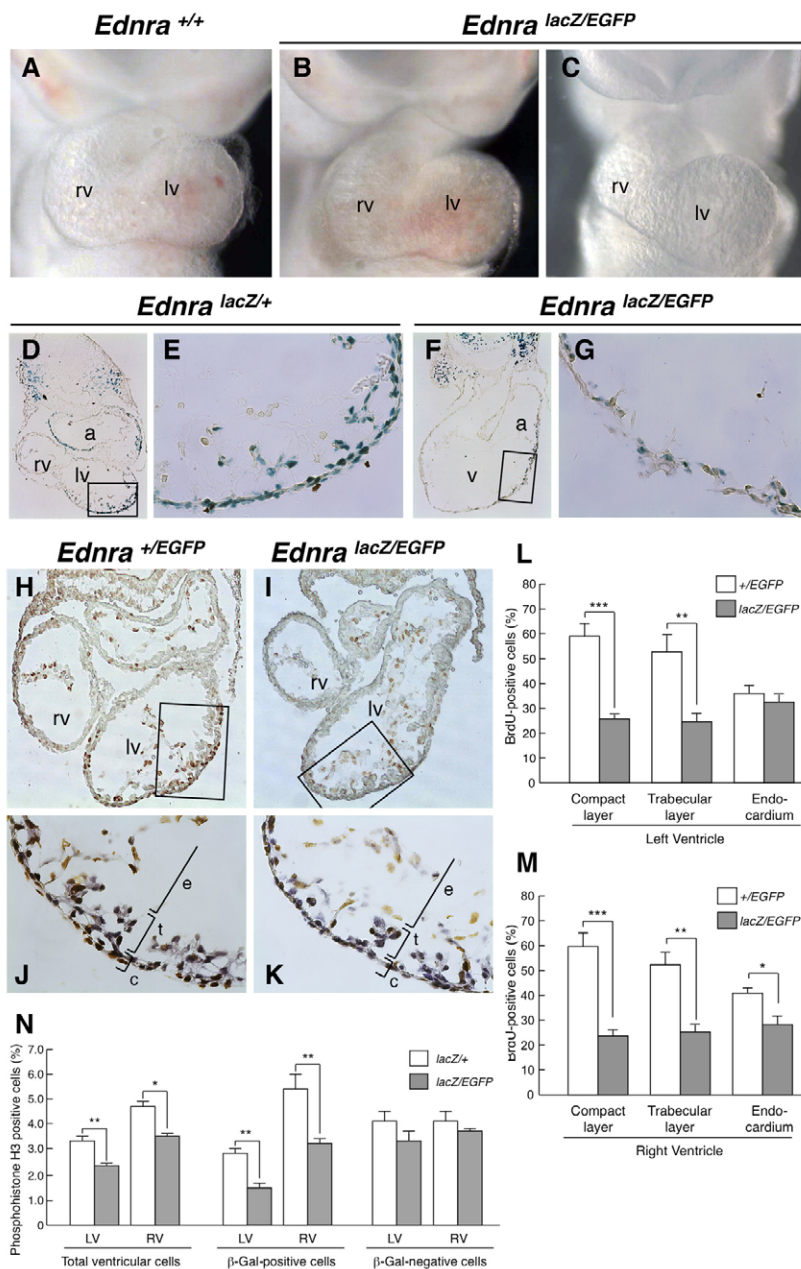 Ednra +/+
Ednra lacZ/EGFP
A
B
C
rv
lv
rv
lv
rv
lv
Ednra lacZ/+
Ednra lacZ/EGFP
D
E
F
G
a
rv
lv
a
v
Ednra +/EGFP
Ednra lacZ/EGFP
H
I
rv
lv
rv
lv
J
K
e
t
c
e
t
c
L
+/EGFP
lacZ/EGFP
BrdU-positive cells (%)
80
70
60
50
40
30
20
10
0
***
**
Compact layer
Trabecular layer
Endo-cardium
Left Ventricle
M
+/EGFP
lacZ/EGFP
BrdU-positive cells (%)
80
70
60
50
40
30
20
10
0
***
**
*
Compact layer
Trabecular layer
Endo-cardium
Right Ventricle
N
lacZ/+
lacZ/EGFP
Phosphohistone H3 positive cells (%)
7.0
6.0
5.0
4.0
3.0
2.0
1.0
**
*
**
**
LV
RV
LV
RV
LV
RV
Total ventricular cells
β-Gal-positive cells
β-Gal-negative cells